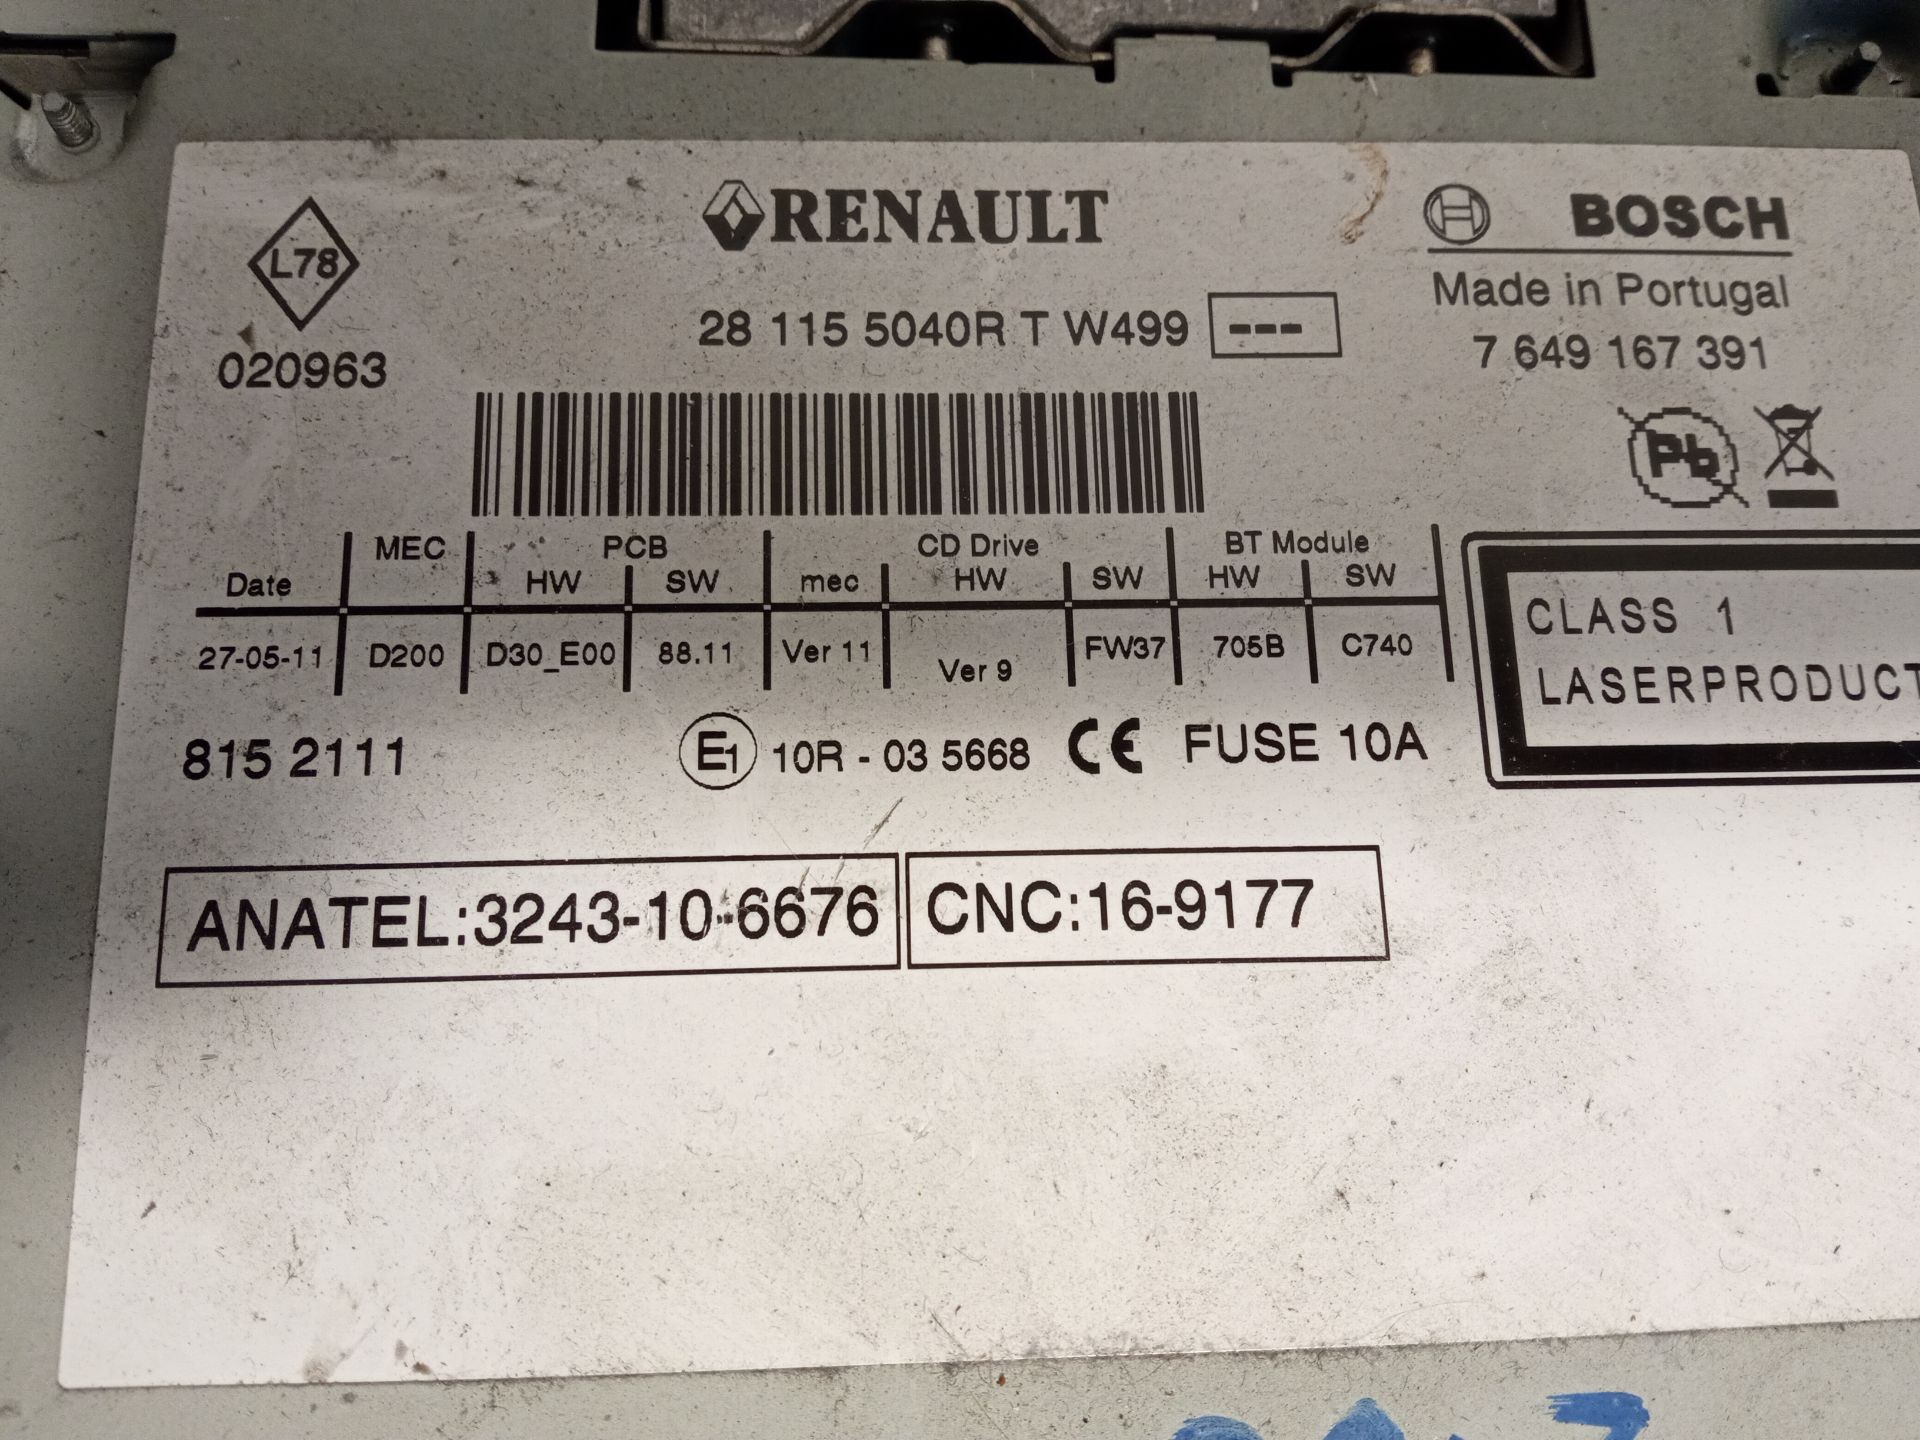 L78
020963
RENAULT
28 115 5040R T W499 ---
BOSCH
Made in Portugal
7 649 167 391
Pb
Date MEC PCB HW SW CD Drive mec HW SW BT Module HW SW
27-05-11 D200 D30_E00 88.11 Ver 11 Ver 9 FW37 705B C740
CLASS 1
LASERPRODUCT
815 2111
E1 10R - 03 5668 CE FUSE 10A
ANATEL:3243-10-6676
CNC:16-9177